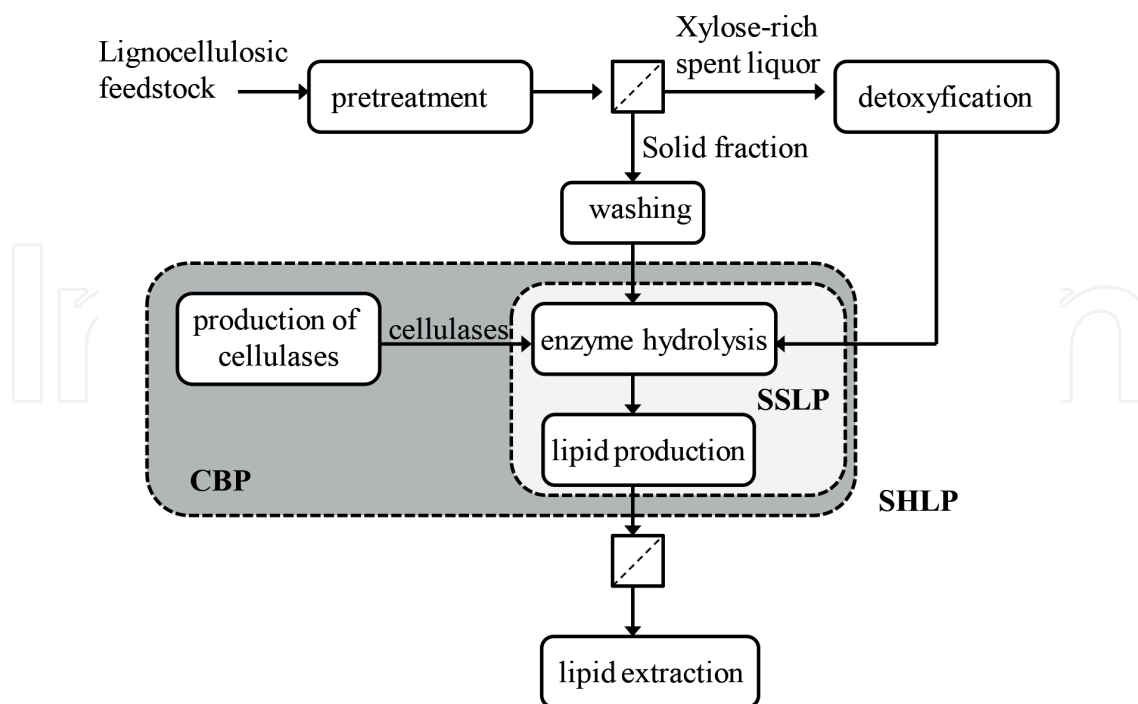 Lignocellulosic
feedstock
pretreatment
Xylose-rich
spent liquor
detoxyfication
Solid fraction
washing
production of
cellulases
cellulases
enzyme hydrolysis
SSLP
lipid production
CBP
SHLP
lipid extraction